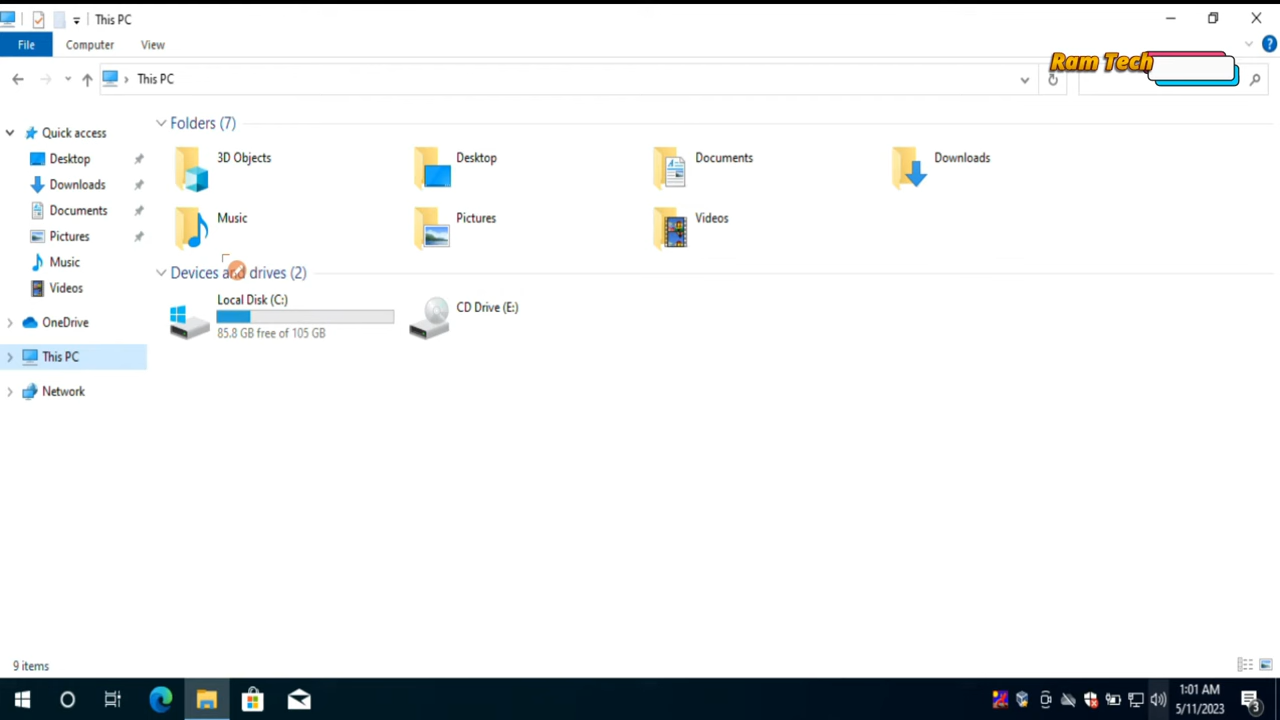 This PC
File Computer View
Ram Tech
This PC
Quick access
Desktop
Downloads
Documents
Pictures
Music
Videos
OneDrive
This PC
Network
Folders (7)
3D Objects Desktop Documents Downloads
Music Pictures Videos
Devices and drives (2)
Local Disk (C:)
85.8 GB free of 105 GB
CD Drive (E:)
9 items
1:01 AM
5/11/2023
3